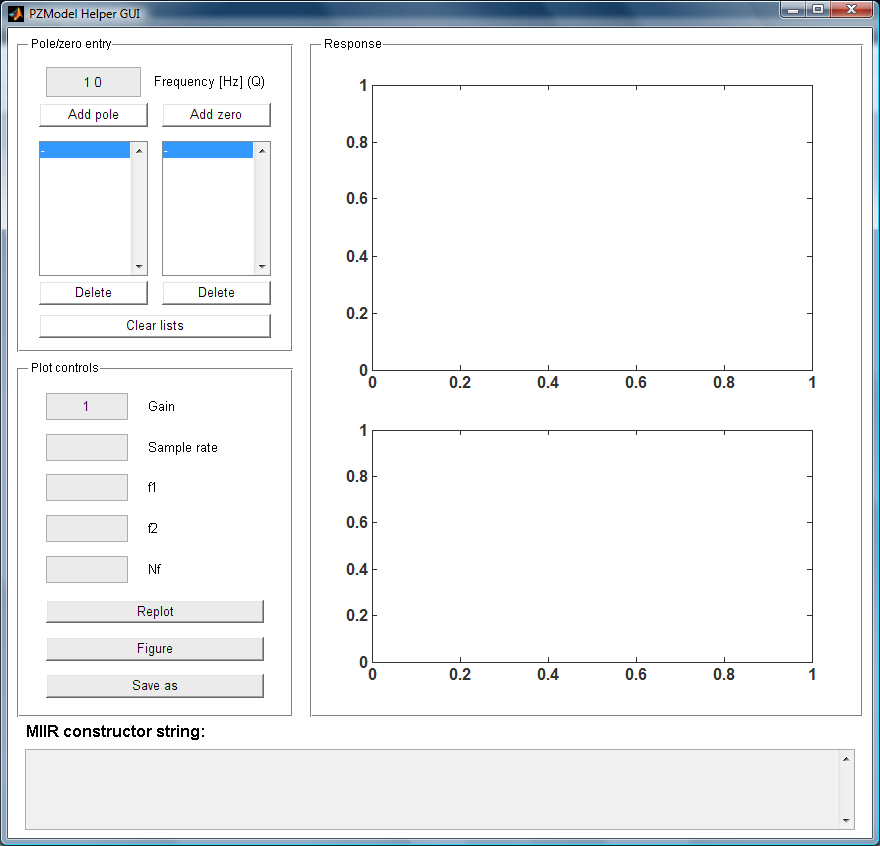 PZModel Helper GUI
Pole/zero entry
1 0 Frequency [Hz] (Q)
Add pole Add zero
- -
Delete Delete
Clear lists
Plot controls
1 Gain
Sample rate
f1
f2
Nf
Replot
Figure
Save as
Response
1
0.8
0.6
0.4
0.2
0
0 0.2 0.4 0.6 0.8 1
1
0.8
0.6
0.4
0.2
0
0 0.2 0.4 0.6 0.8 1
MIIR constructor string: